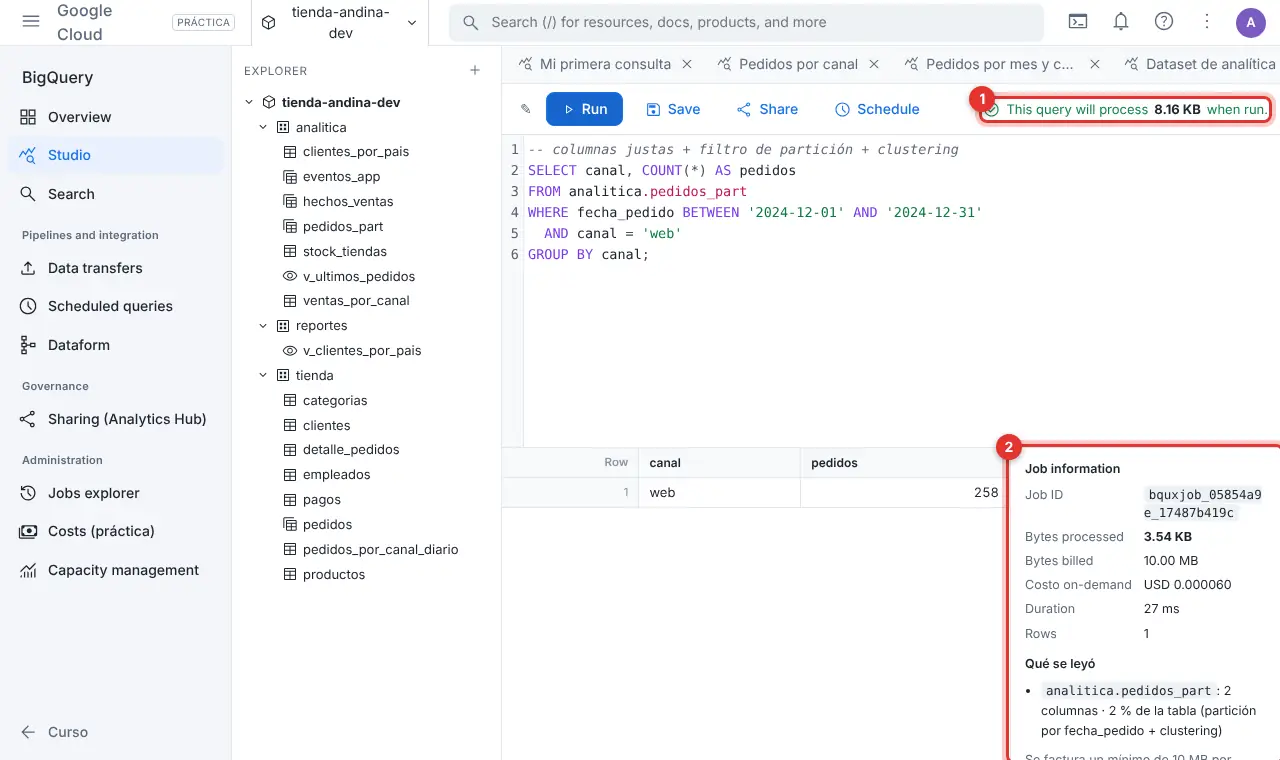 Google Cloud
PRÁCTICA
tienda-andina-dev
Search (/) for resources, docs, products, and more
A
BigQuery
Overview
Studio
Search
Pipelines and integration
Data transfers
Scheduled queries
Dataform
Governance
Sharing (Analytics Hub)
Administration
Jobs explorer
Costs (práctica)
Capacity management
Curso
EXPLORER
tienda-andina-dev
analitica
clientes_por_pais
eventos_app
hechos_ventas
pedidos_part
stock_tiendas
v_ultimos_pedidos
ventas_por_canal
reportes
v_clientes_por_pais
tienda
categorias
clientes
detalle_pedidos
empleados
pagos
pedidos
pedidos_por_canal_diario
productos
Mi primera consulta
Pedidos por canal
Pedidos por mes y c...
Dataset de analítica
Run
Save
Share
Schedule
1
This query will process 8.16 KB when run.
1 -- columnas justas + filtro de partición + clustering
2 SELECT canal, COUNT(*) AS pedidos
3 FROM analitica.pedidos_part
4 WHERE fecha_pedido BETWEEN '2024-12-01' AND '2024-12-31'
5 AND canal = 'web'
6 GROUP BY canal;
Row canal pedidos
1 web 258
2
Job information
Job ID bquxjob_05854a9
e_17487b419c
Bytes processed 3.54 KB
Bytes billed 10.00 MB
Costo on-demand USD 0.000060
Duration 27 ms
Rows 1
Qué se leyó
• analitica.pedidos_part : 2
columnas · 2 % de la tabla (partición
por fecha_pedido + clustering)
Se factura un mínimo de 10 MB por